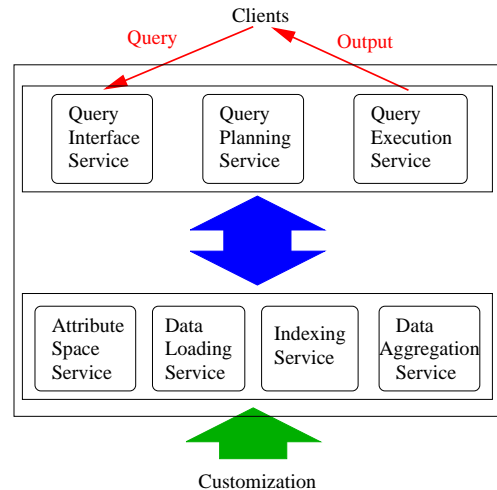 Clients
Query
Output
Query
Interface
Service
Query
Planning
Service
Query
Execution
Service
Attribute
Space
Service
Data
Loading
Service
Indexing
Service
Data
Aggregation
Service
Customization